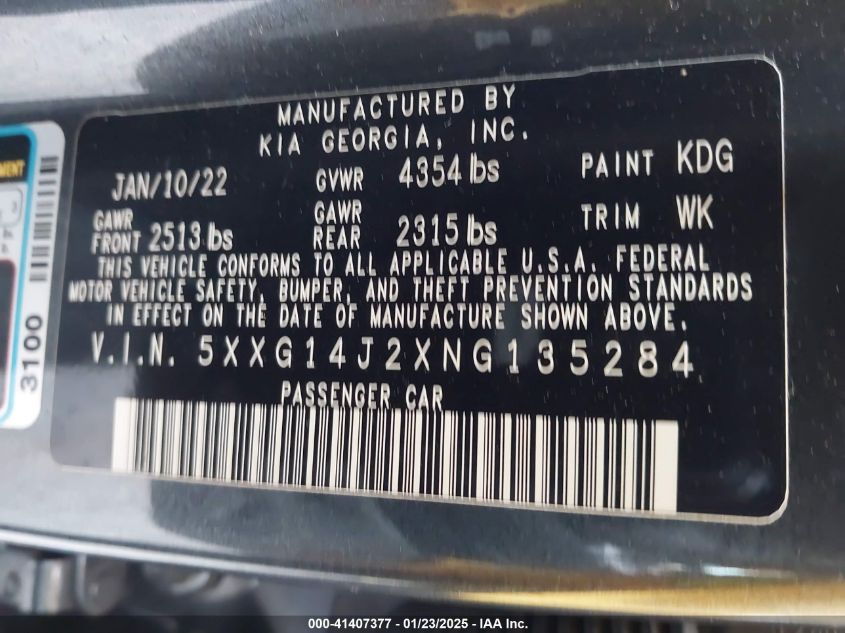 MANUFACTURED BY
KIA GEORGIA, INC.
JAN/10/22 GVWR 4354 lbs PAINT KDG
GAWR FRONT 2513 lbs GAWR REAR 2315 lbs TRIM WK
THIS VEHICLE CONFORMS TO ALL APPLICABLE U.S.A. FEDERAL
MOTOR VEHICLE SAFETY, BUMPER, AND THEFT PREVENTION STANDARDS
IN EFFECT ON THE DATE OF MANUFACTURE SHOWN ABOVE.
V.I.N. 5XXG14J2XNG135284
PASSENGER CAR
3100
000-41407377 - 01/23/2025 - IAA Inc.